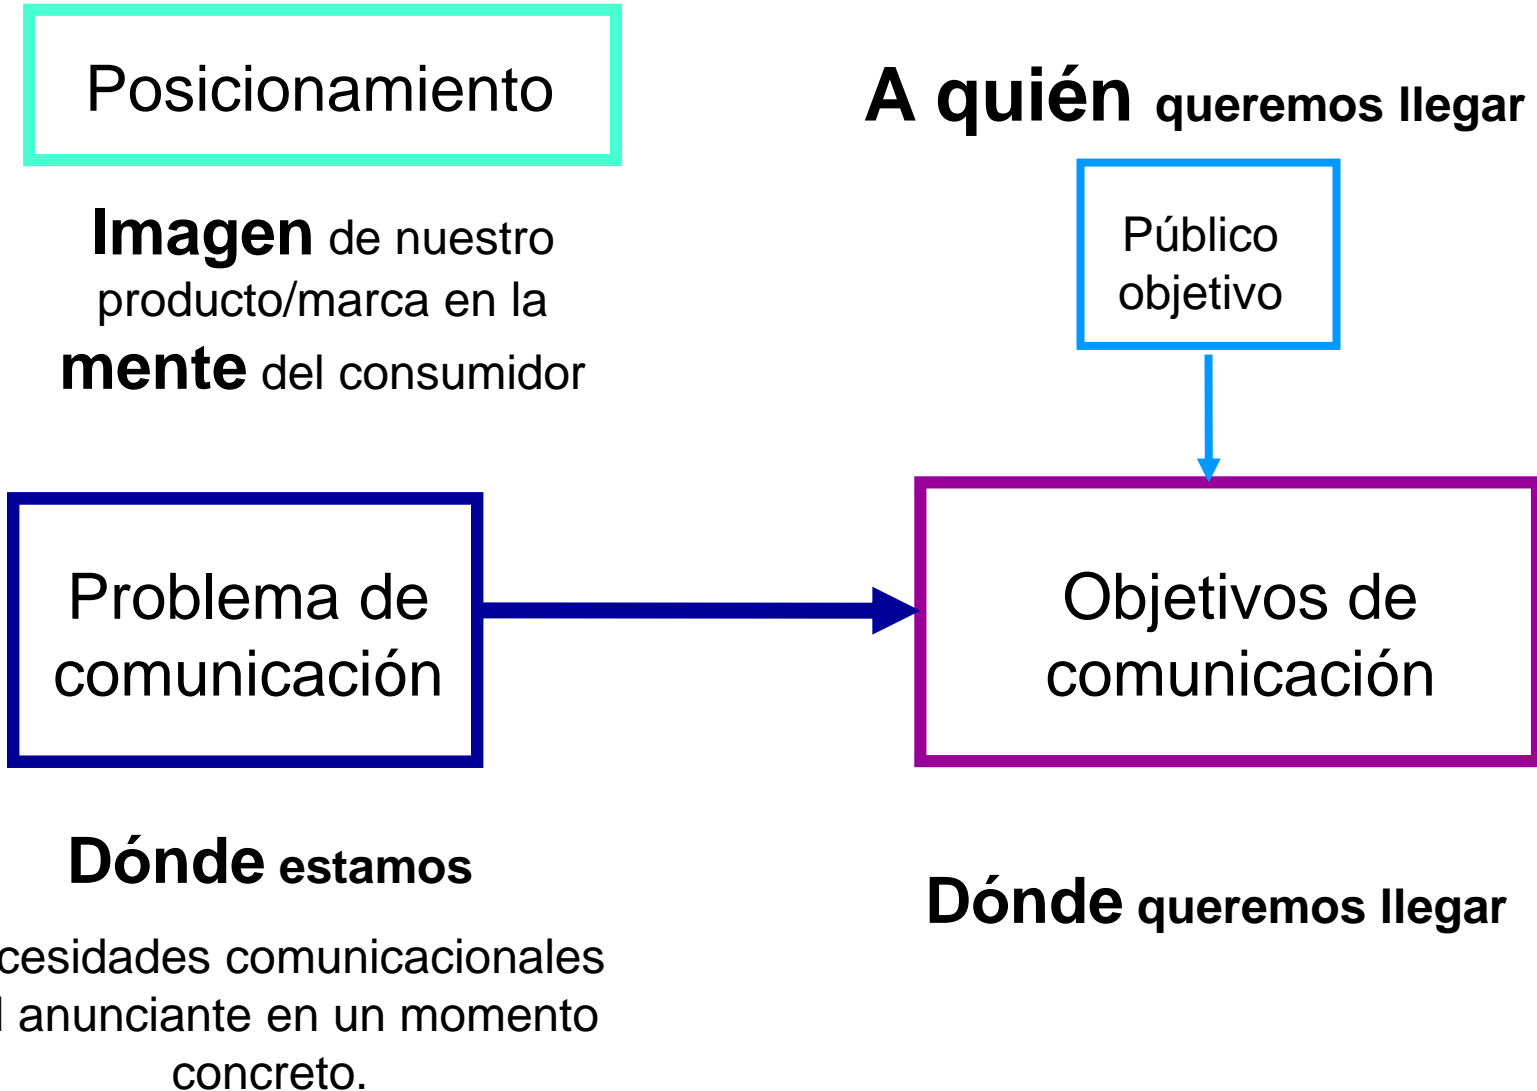 Posicionamiento
Imagen de nuestro
producto/marca en la
mente del consumidor
A quién queremos llegar
Público
objetivo
Problema de
comunicación
Objetivos de
comunicación
Dónde estamos
cesidades comunicacionales
anunciante en un momento
concreto.
Dónde queremos llegar